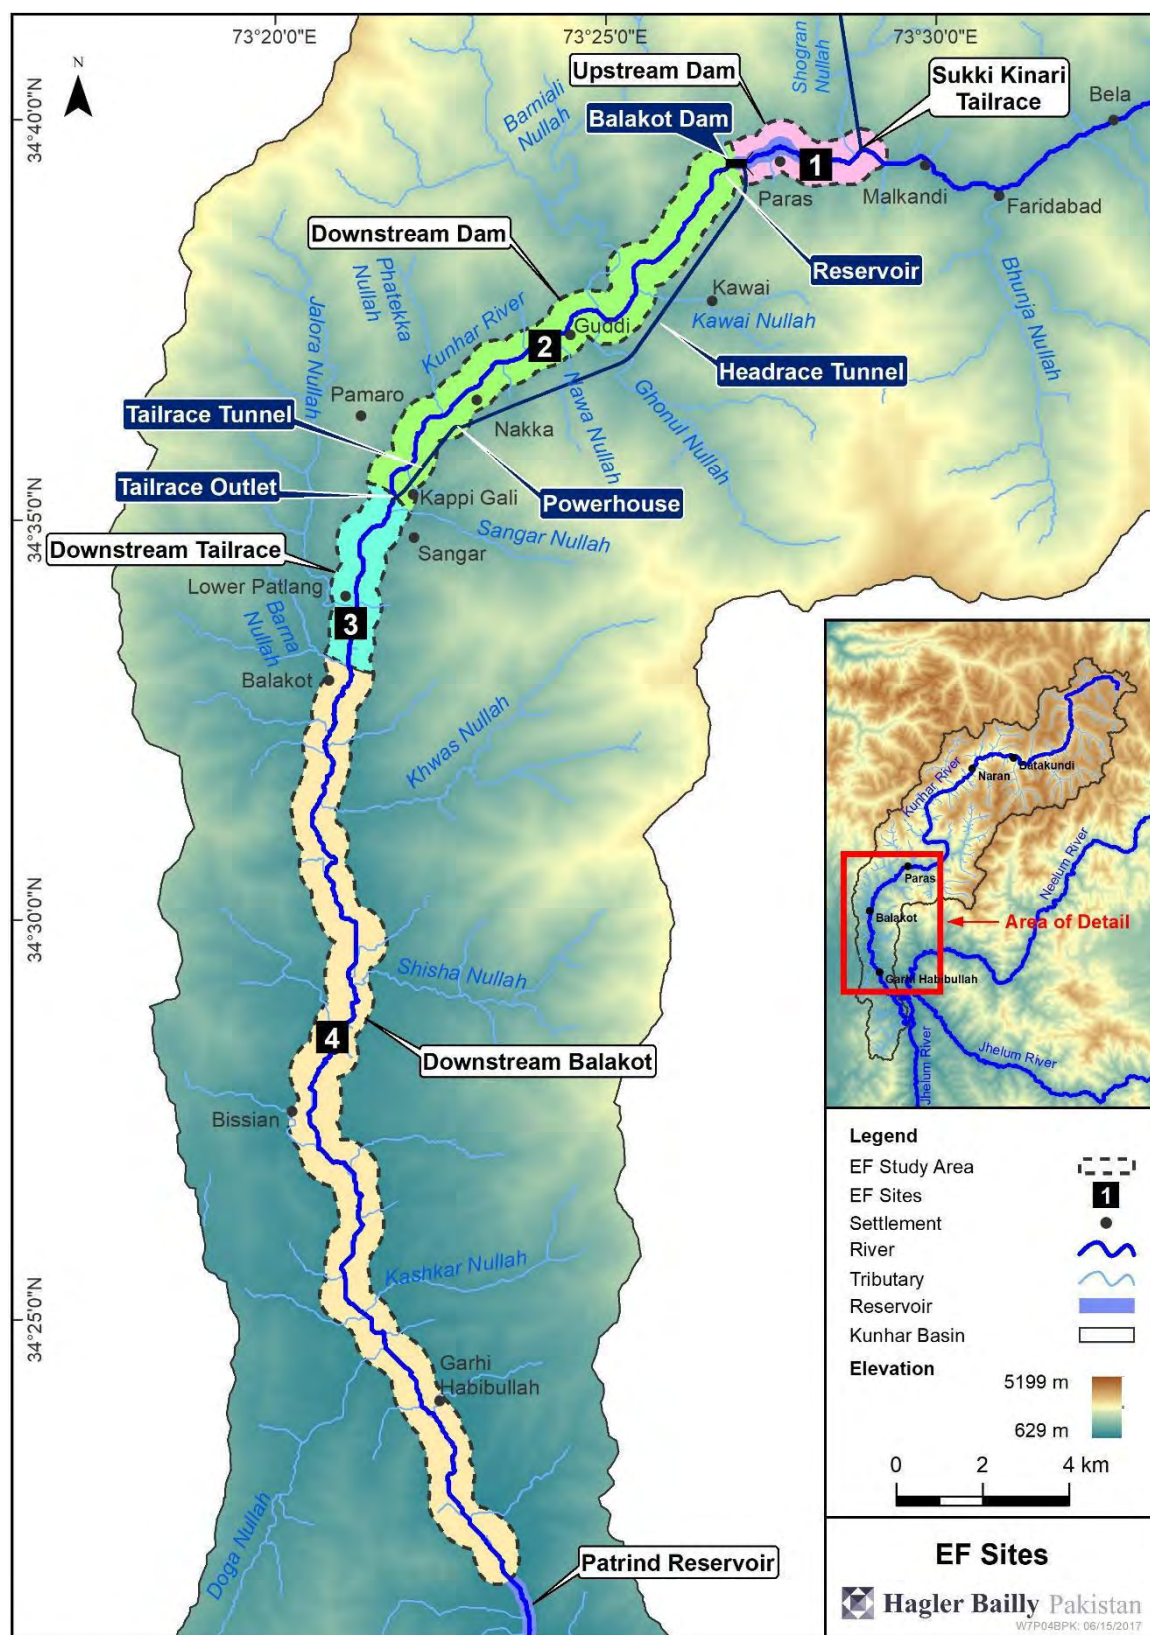 73°20'0"E
73°25'0"E
73°30'0"E
34°40'0"N
34°35'0"N
34°30'0"N
34°25'0"N
N
Upstream Dam
Shogran
Nullah
Sukki Kinari
Tailrace
Bela
Barniali
Nullah
Balakot Dam
1
Paras
Malkandi
Faridabad
Downstream Dam
Reservoir
Phatekka
Nullah
Jalora Nullah
Kunhar River
Guddi
Kawai
Kawai Nullah
Bhunja Nullah
2
Headrace Tunnel
Pamaro
Nawa Nullah
Ghonul Nullah
Tailrace Tunnel
Nakka
Tailrace Outlet
Kappi Gali
Powerhouse
Sangar Nullah
Downstream Tailrace
Sangar
Lower Patlang
3
Barna
Nullah
Balakot
Khwas Nullah
Shisha Nullah
4
Downstream Balakot
Bissian
Kashkar Nullah
Garhi
Habibullah
Doga Nullah
Patrind Reservoir
Batakundi
Naran
Kunhar River
Neelum River
Paras
Balakot
Area of Detail
Garhi Habibullah
Jhelum River
Jhelum River
Legend
EF Study Area
EF Sites 1
Settlement
River
Tributary
Reservoir
Kunhar Basin
Elevation
5199 m
629 m
0 2 4 km
EF Sites
Hagler Bailly Pakistan
W7P04BPK: 06/15/2017